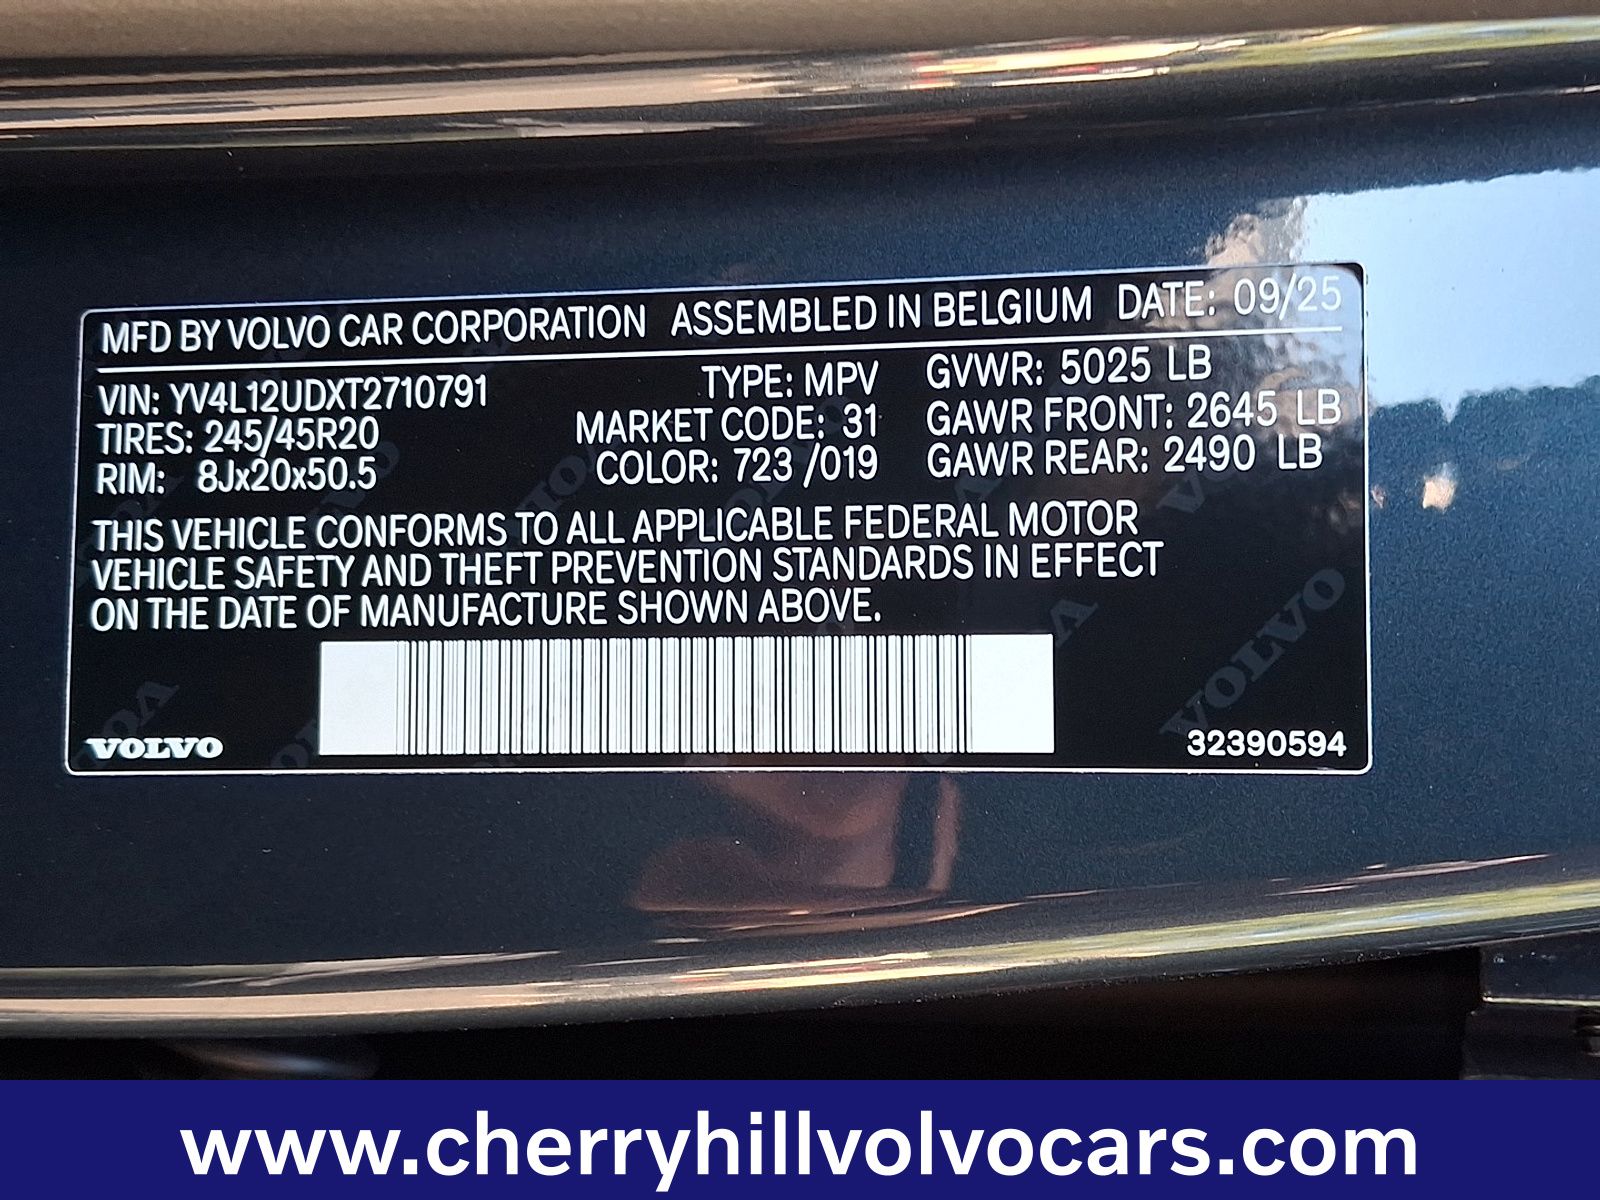 MFD BY VOLVO CAR CORPORATION ASSEMBLED IN BELGIUM DATE: 09/25
VIN: YV4L12UDXT2710791 TYPE: MPV GVWR: 5025 LB
TIRES: 245/45R20 MARKET CODE: 31 GAWR FRONT: 2645 LB
RIM: 8Jx20x50.5 COLOR: 723 /019 GAWR REAR: 2490 LB
THIS VEHICLE CONFORMS TO ALL APPLICABLE FEDERAL MOTOR
VEHICLE SAFETY AND THEFT PREVENTION STANDARDS IN EFFECT
ON THE DATE OF MANUFACTURE SHOWN ABOVE.
VOLVO 32390594
www.cherryhillvolvocars.com